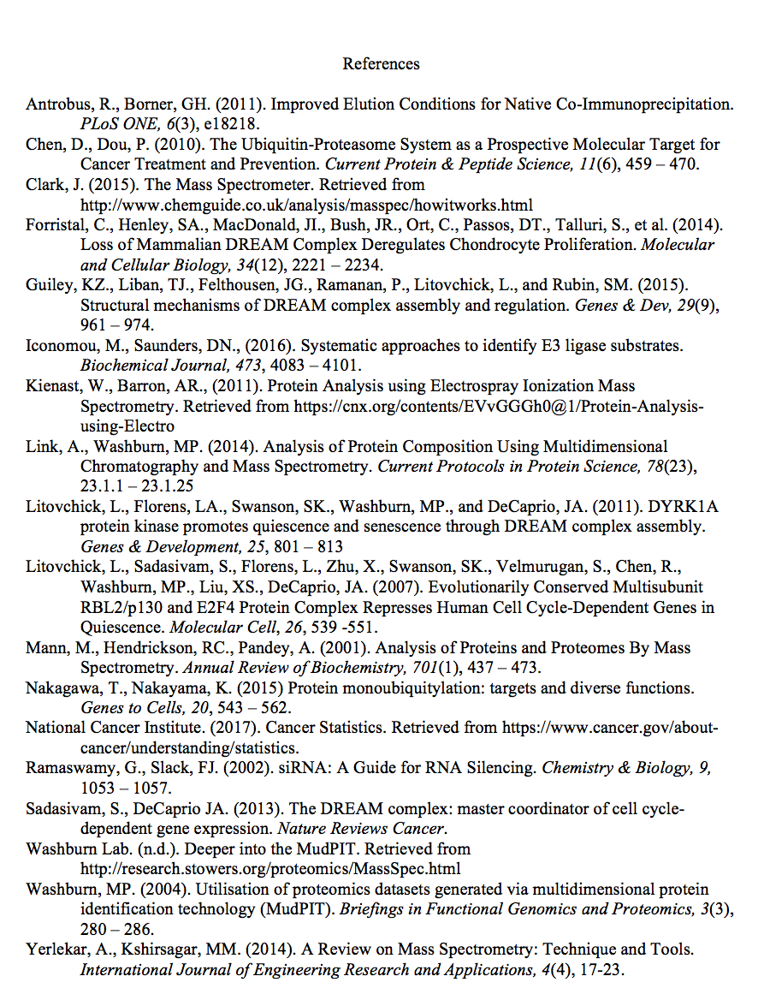 References
Antrobus, R., Borner, GH. (2011). Improved Elution Conditions for Native Co-Immunoprecipitation.
PLoS ONE, 6(3), e18218.
Chen, D., Dou, P. (2010). The Ubiquitin-Proteasome System as a Prospective Molecular Target for
Cancer Treatment and Prevention. Current Protein & Peptide Science, 11(6), 459 – 470.
Clark, J. (2015). The Mass Spectrometer. Retrieved from
http://www.chemguide.co.uk/analysis/masspec/howitworks.html
Forristal, C., Henley, SA., MacDonald, JI., Bush, JR., Ort, C., Passos, DT., Talluri, S., et al. (2014).
Loss of Mammalian DREAM Complex Deregulates Chondrocyte Proliferation. Molecular
and Cellular Biology, 34(12), 2221 – 2234.
Guiley, KZ., Liban, TJ., Felthousen, JG., Ramanan, P., Litovchick, L., and Rubin, SM. (2015).
Structural mechanisms of DREAM complex assembly and regulation. Genes & Dev, 29(9),
961 – 974.
Iconomou, M., Saunders, DN., (2016). Systematic approaches to identify E3 ligase substrates.
Biochemical Journal, 473, 4083 – 4101.
Kienast, W., Barron, AR., (2011). Protein Analysis using Electrospray Ionization Mass
Spectrometry. Retrieved from https://cnx.org/contents/EVvGGGh0@1/Protein-Analysis-
using-Electro
Link, A., Washburn, MP. (2014). Analysis of Protein Composition Using Multidimensional
Chromatography and Mass Spectrometry. Current Protocols in Protein Science, 78(23),
23.1.1 – 23.1.25
Litovchick, L., Florens, LA., Swanson, SK., Washburn, MP., and DeCaprio, JA. (2011). DYRK1A
protein kinase promotes quiescence and senescence through DREAM complex assembly.
Genes & Development, 25, 801 – 813
Litovchick, L., Sadasivam, S., Florens, L., Zhu, X., Swanson, SK., Velmurugan, S., Chen, R.,
Washburn, MP., Liu, XS., DeCaprio, JA. (2007). Evolutionarily Conserved Multisubunit
RBL2/p130 and E2F4 Protein Complex Represses Human Cell Cycle-Dependent Genes in
Quiescence. Molecular Cell, 26, 539 -551.
Mann, M., Hendrickson, RC., Pandey, A. (2001). Analysis of Proteins and Proteomes By Mass
Spectrometry. Annual Review of Biochemistry, 701(1), 437 – 473.
Nakagawa, T., Nakayama, K. (2015) Protein monoubiquitylation: targets and diverse functions.
Genes to Cells, 20, 543 – 562.
National Cancer Institute. (2017). Cancer Statistics. Retrieved from https://www.cancer.gov/about-
cancer/understanding/statistics.
Ramaswamy, G., Slack, FJ. (2002). siRNA: A Guide for RNA Silencing. Chemistry & Biology, 9,
1053 – 1057.
Sadasivam, S., DeCaprio JA. (2013). The DREAM complex: master coordinator of cell cycle-
dependent gene expression. Nature Reviews Cancer.
Washburn Lab. (n.d.). Deeper into the MudPIT. Retrieved from
http://research.stowers.org/proteomics/MassSpec.html
Washburn, MP. (2004). Utilisation of proteomics datasets generated via multidimensional protein
identification technology (MudPIT). Briefings in Functional Genomics and Proteomics, 3(3),
280 – 286.
Yerlekar, A., Kshirsagar, MM. (2014). A Review on Mass Spectrometry: Technique and Tools.
International Journal of Engineering Research and Applications, 4(4), 17-23.